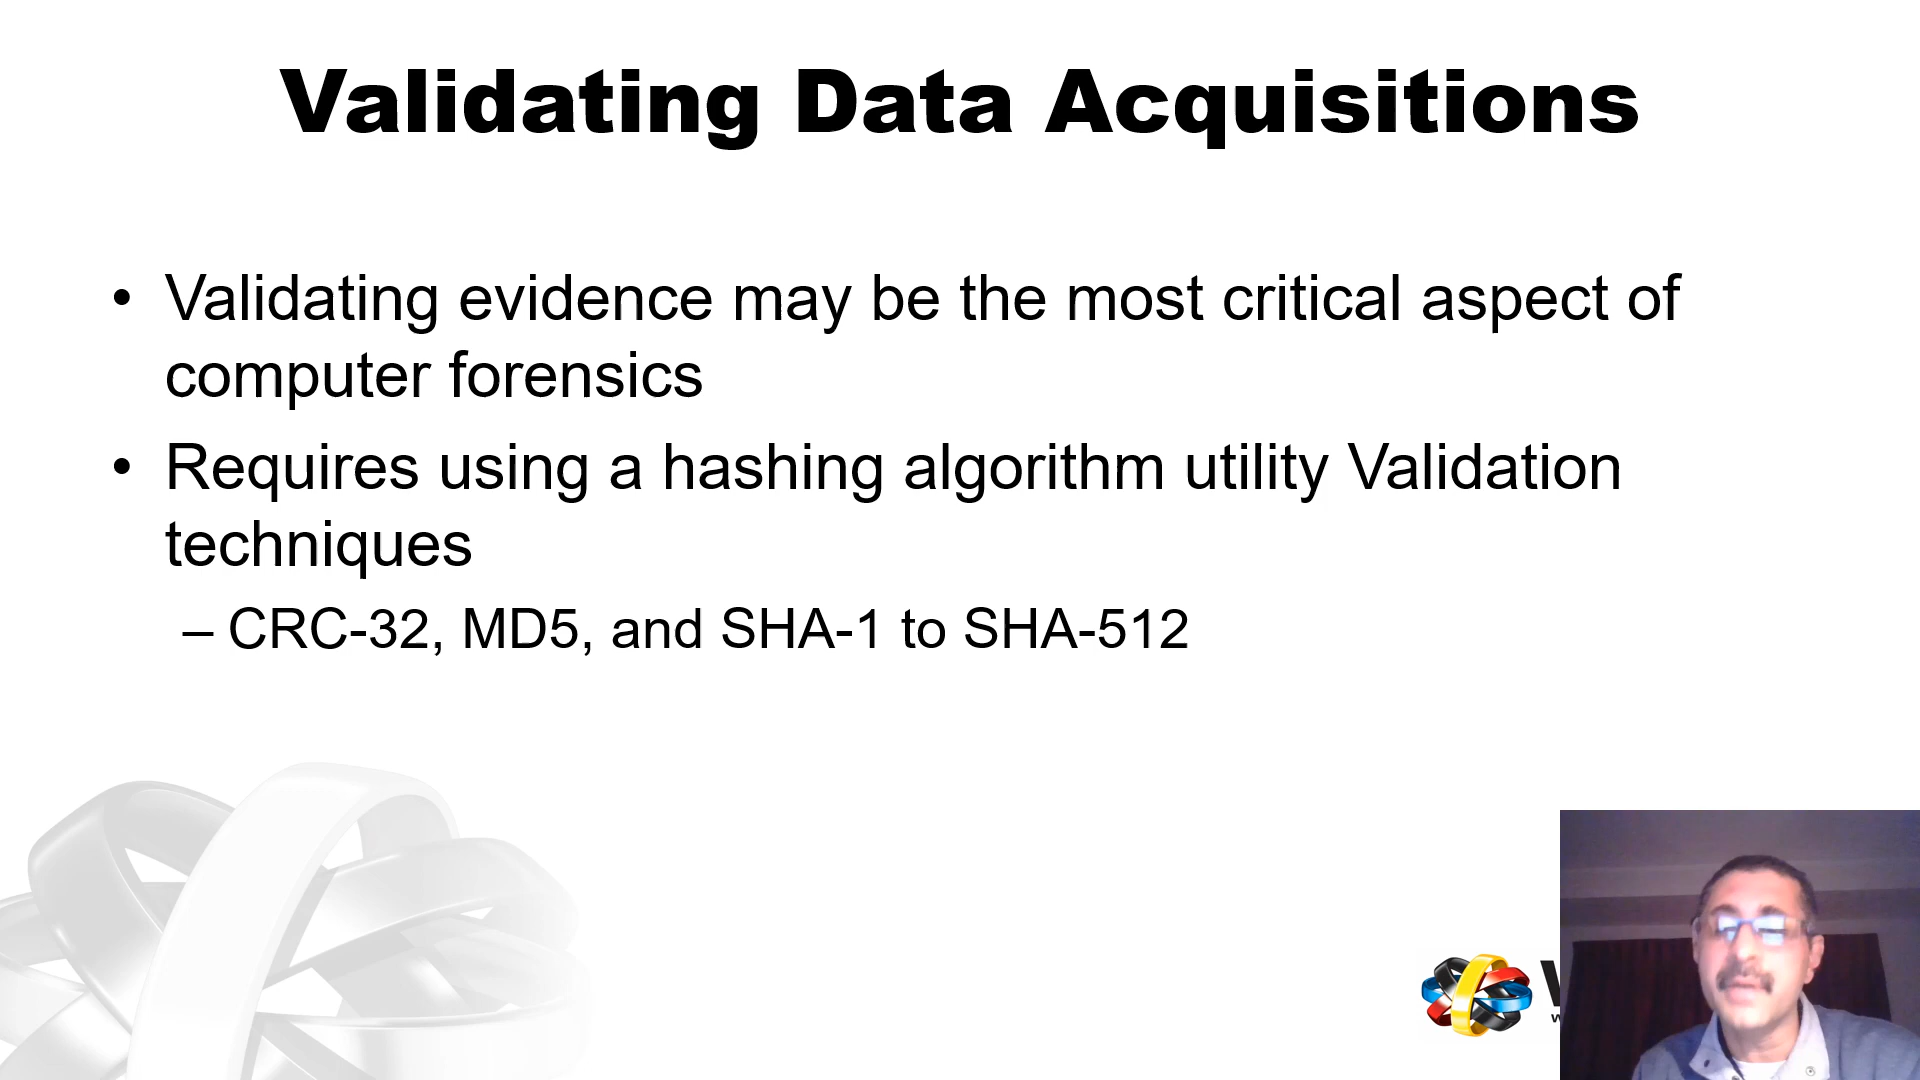 Validating Data Acquisitions
• Validating evidence may be the most critical aspect of
computer forensics
• Requires using a hashing algorithm utility Validation
techniques
– CRC-32, MD5, and SHA-1 to SHA-512